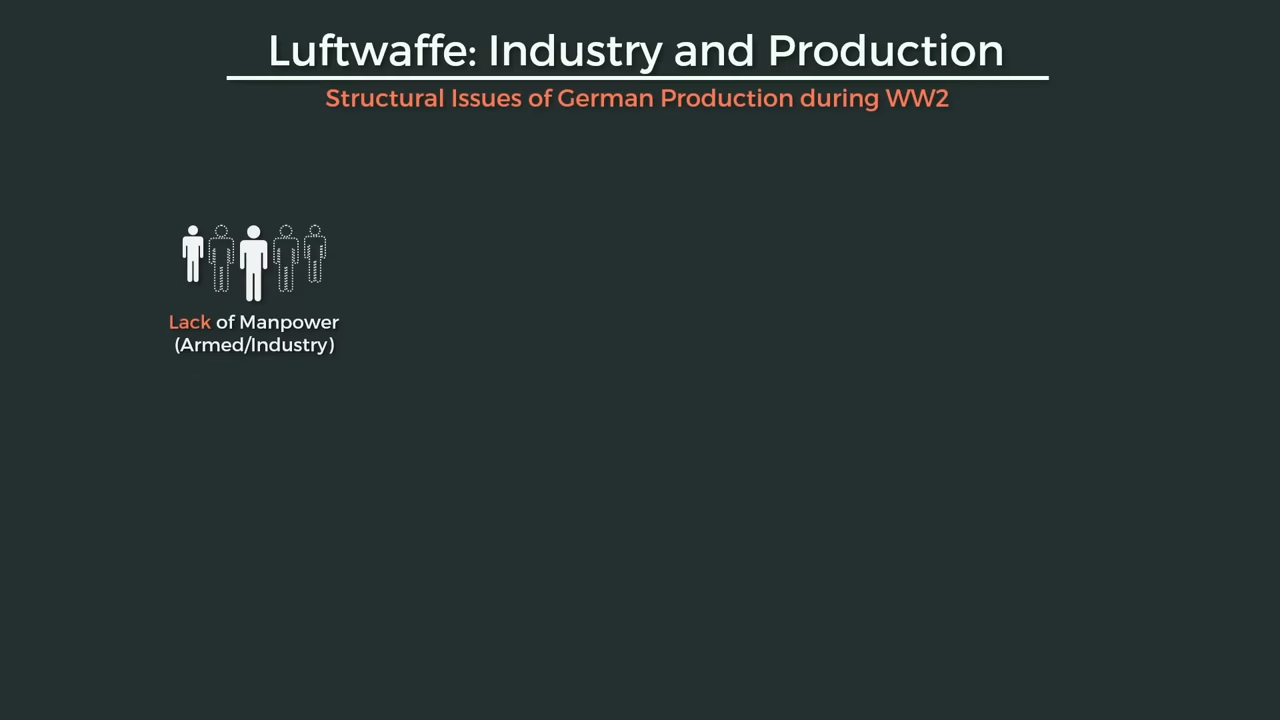 Luftwaffe: Industry and Production
Structural Issues of German Production during WW2
Lack of Manpower
(Armed/Industry)